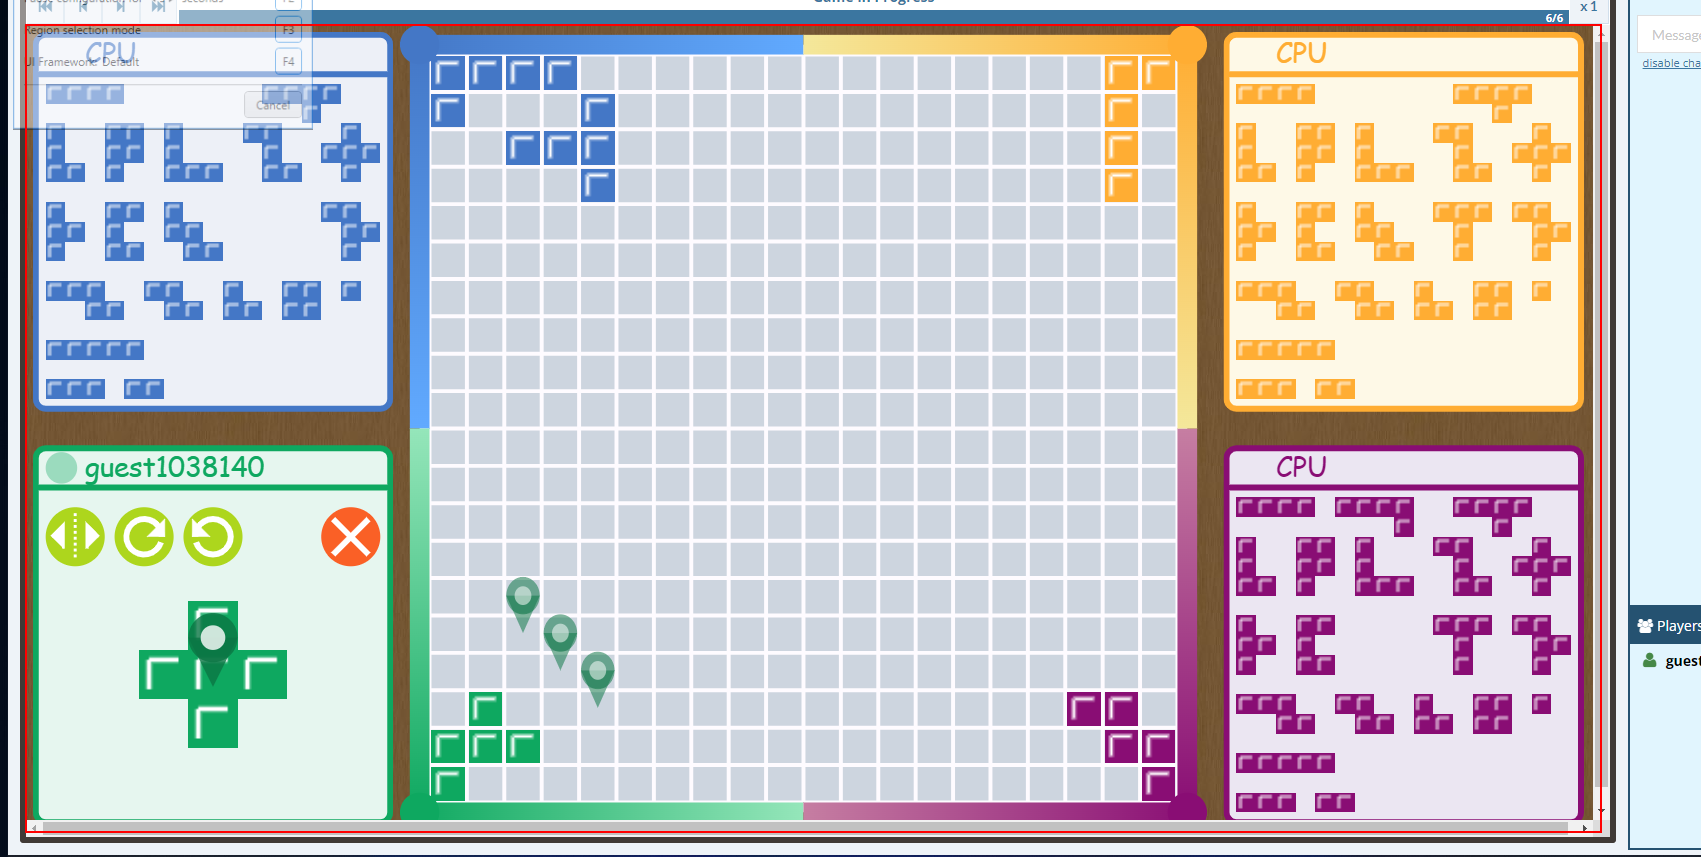 seconds
Game in Progress
x 1
6/6
Region selection mode
F3
UI Framework: Default
F4
Cancel
CPU
CPU
Message
disable cha
guest1038140
CPU
Players
guest